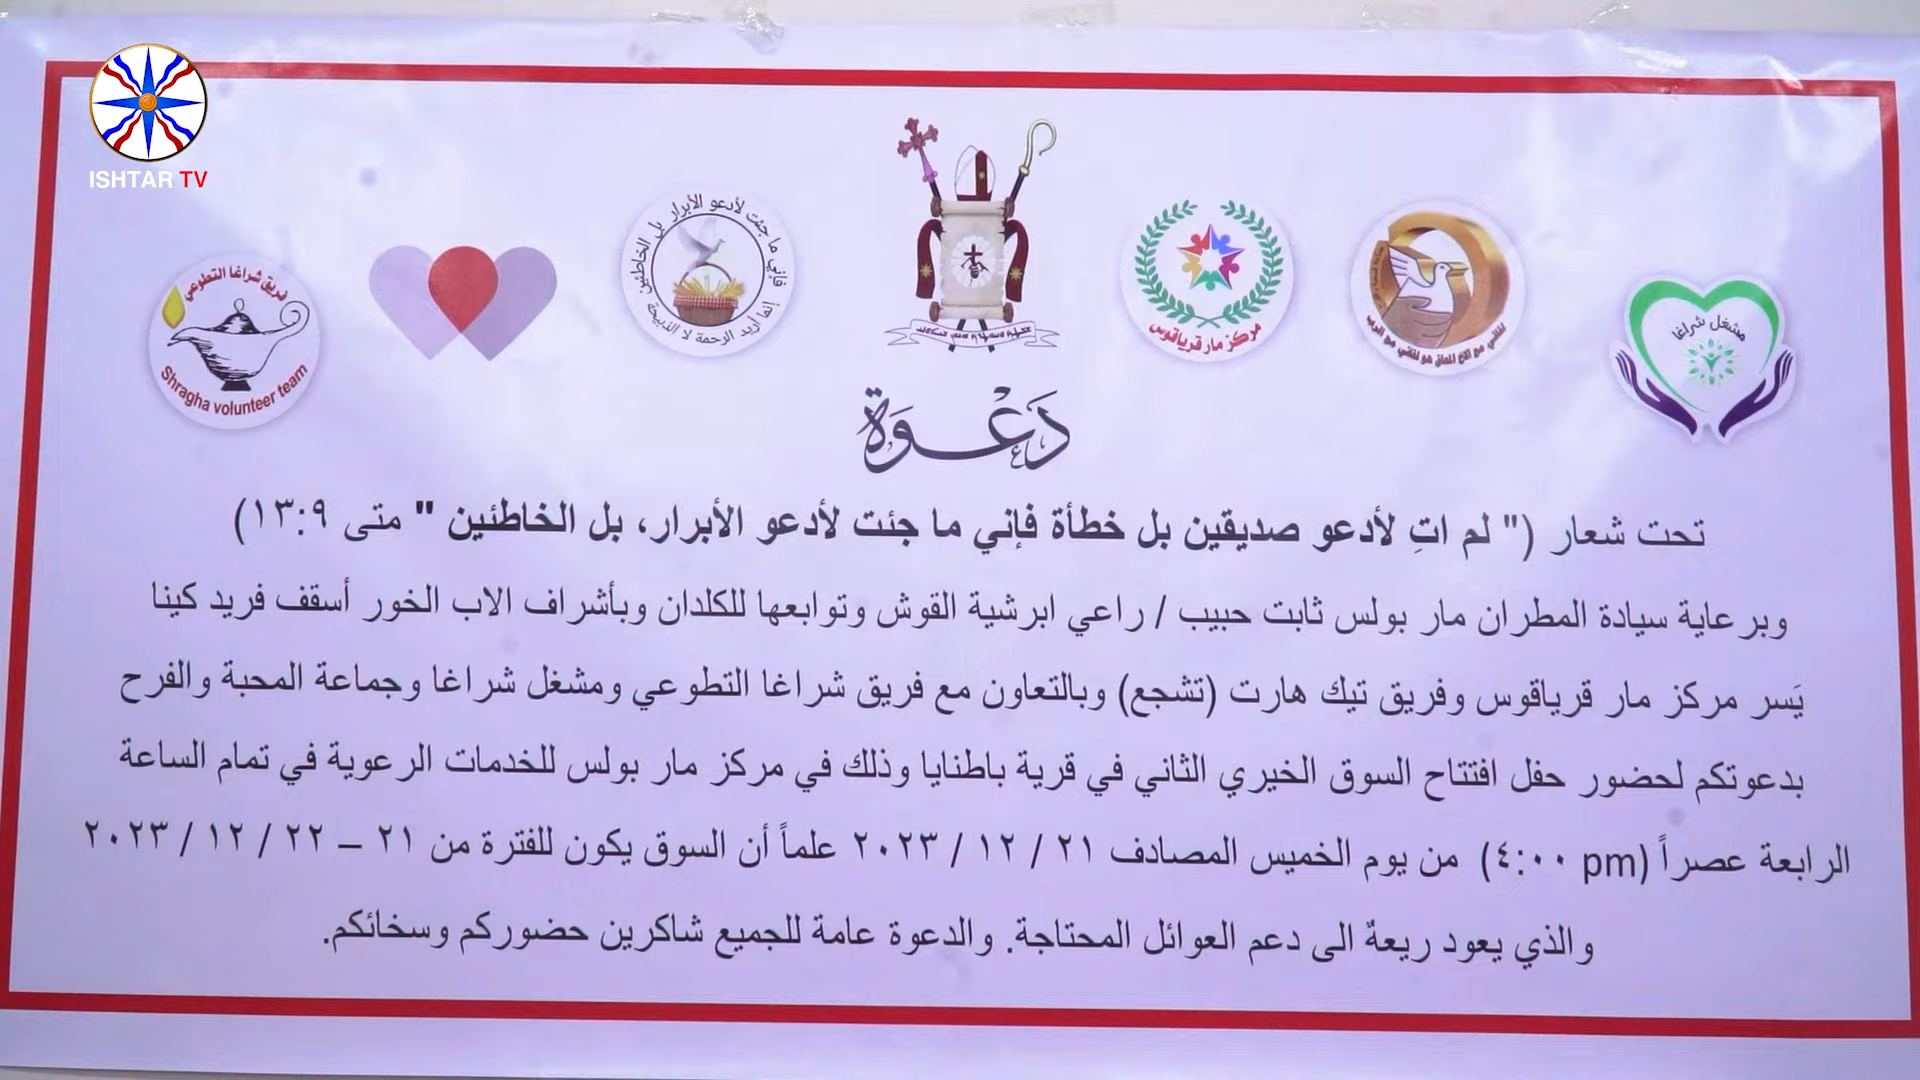 ISHTAR TV
فريق شراغا التطوعي
Shragha volunteer team
فإني ما جئت لأدعو الأبرار بل الخاطئين
إنما اريد الرحمة لا الذبيحة
مركز مار قرياقوس
مشغل شراغا
دَعْوَة
تحت شعار (" لم اتِ لأدعو صديقين بل خطأة فإني ما جئت لأدعو الأبرار، بل الخاطئين " متى ٩:١٣)
وبرعاية سيادة المطران مار بولس ثابت حبيب / راعي ابرشية القوش وتوابعها للكلدان وبأشراف الاب الخور أسقف فريد كينا
يَسر مركز مار قرياقوس وفريق تيك هارت (تشجع) وبالتعاون مع فريق شراغا التطوعي ومشغل شراغا وجماعة المحبة والفرح
بدعوتكم لحضور حفل افتتاح السوق الخيري الثاني في قرية باطنايا وذلك في مركز مار بولس للخدمات الرعوية في تمام الساعة
الرابعة عصراً (٤:٠٠ pm) من يوم الخميس المصادف ٢١ / ١٢ / ٢٠٢٣ علماً أن السوق يكون للفترة من ٢١ – ٢٢ / ١٢ / ٢٠٢٣
والذي يعود ريعهٌ الى دعم العوائل المحتاجة. والدعوة عامة للجميع شاكرين حضوركم وسخائكم.